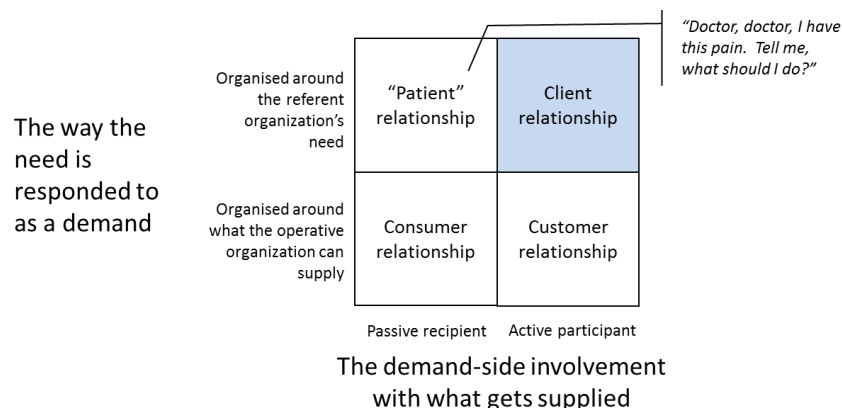 “Doctor, doctor, I have
this pain.  Tell me,
what should I do?”
Organised around
the referent
organization’s
need
“Patient”
relationship
Client
relationship
The way the
need is
responded to
as a demand
Organised around
what the operative
organization can
supply
Consumer
relationship
Customer
relationship
Passive recipient
Active participant
The demand-side involvement
with what gets supplied